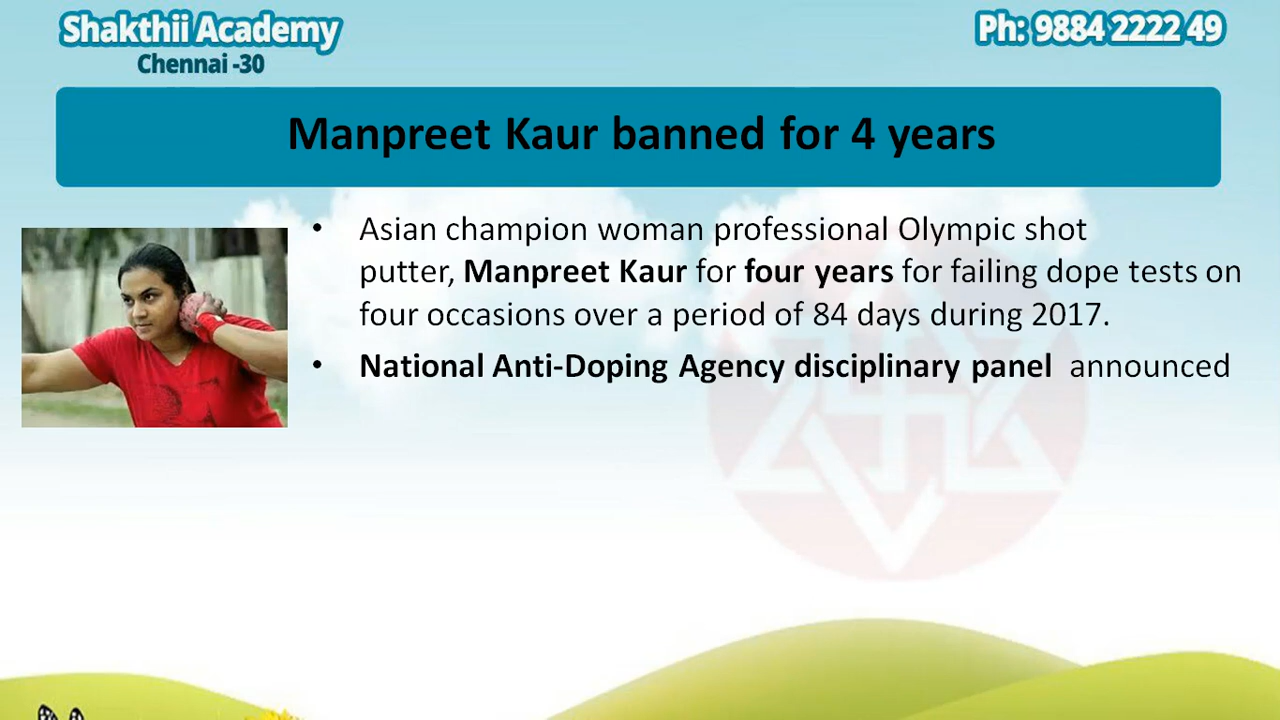 Shakthii Academy
Chennai -30
Ph: 9884 2222 49
Manpreet Kaur banned for 4 years
• Asian champion woman professional Olympic shot
putter, Manpreet Kaur for four years for failing dope tests on
four occasions over a period of 84 days during 2017.
• National Anti-Doping Agency disciplinary panel announced